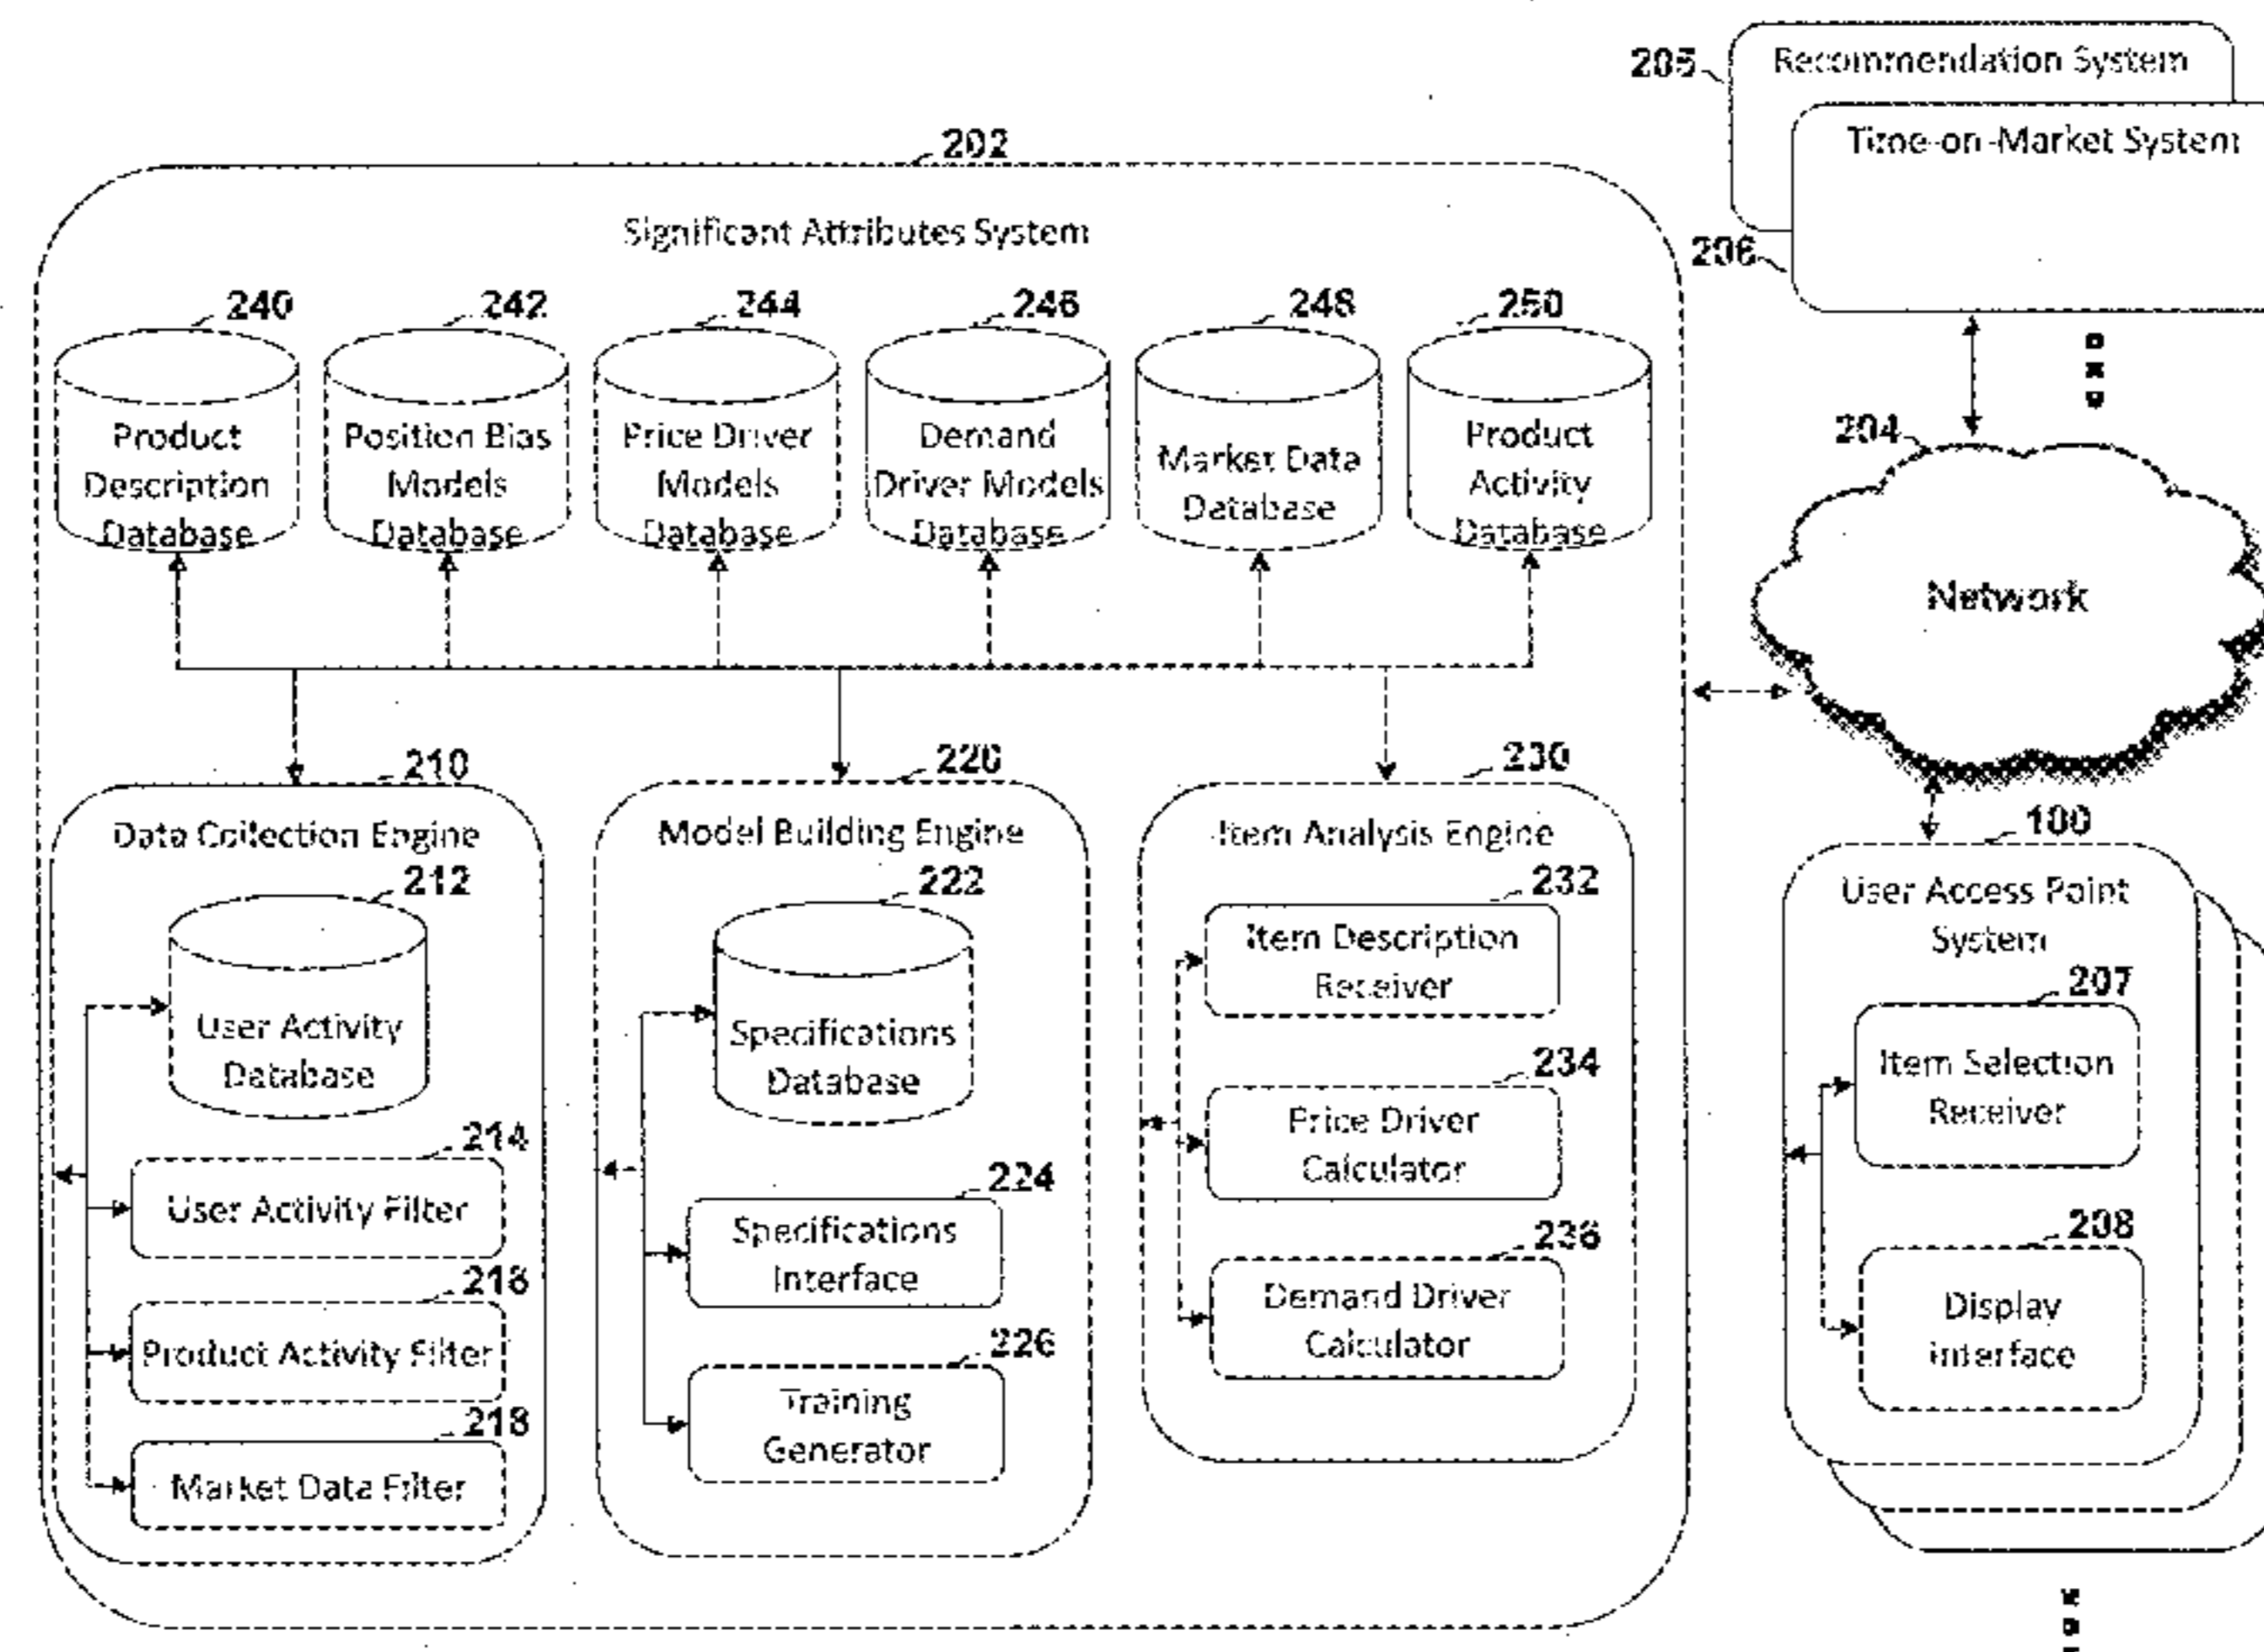 205
Recommendation System
Time-on-Market System
206
202
Significant Attributes System
240
242
244
246
248
250
Product
Description
Database
Position Bias
Models
Database
Price Driver
Models
Database
Demand
Driver Models
Database
Market Data
Database
Product
Activity
Database
204
Network
210
Data Collection Engine
212
User Activity
Database
214
User Activity Filter
216
Product Activity Filter
218
Market Data Filter
220
Model Building Engine
222
Specifications
Database
224
Specifications
Interface
226
Training
Generator
230
Item Analysis Engine
232
Item Description
Receiver
234
Price Driver
Calculator
236
Demand Driver
Calculator
100
User Access Point
System
207
Item Selection
Receiver
208
Display
Interface